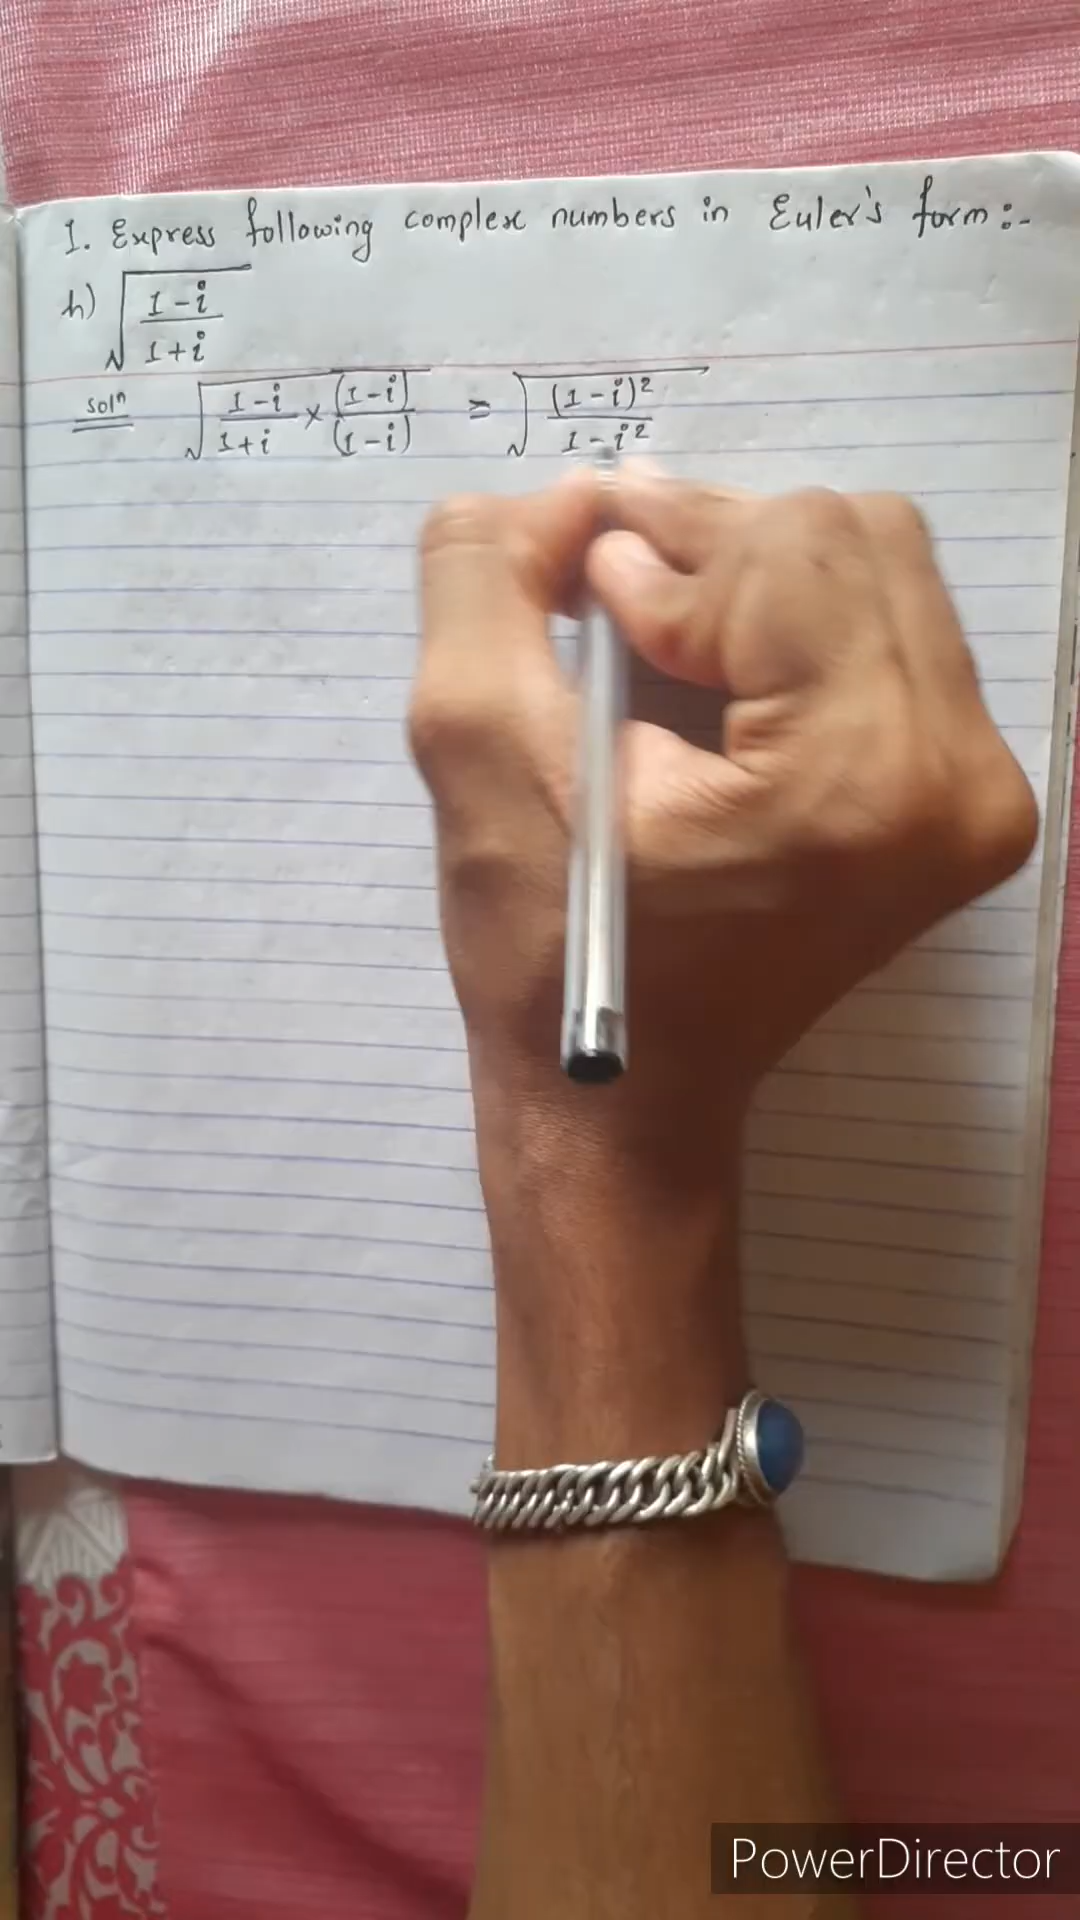 1. Express following complex numbers in Euler's form :-
h) √((1-i)/(1+i))
solⁿ √((1-i)/(1+i) × (1-i)/(1-i)) = √((1-i)²/(1-i²))
PowerDirector